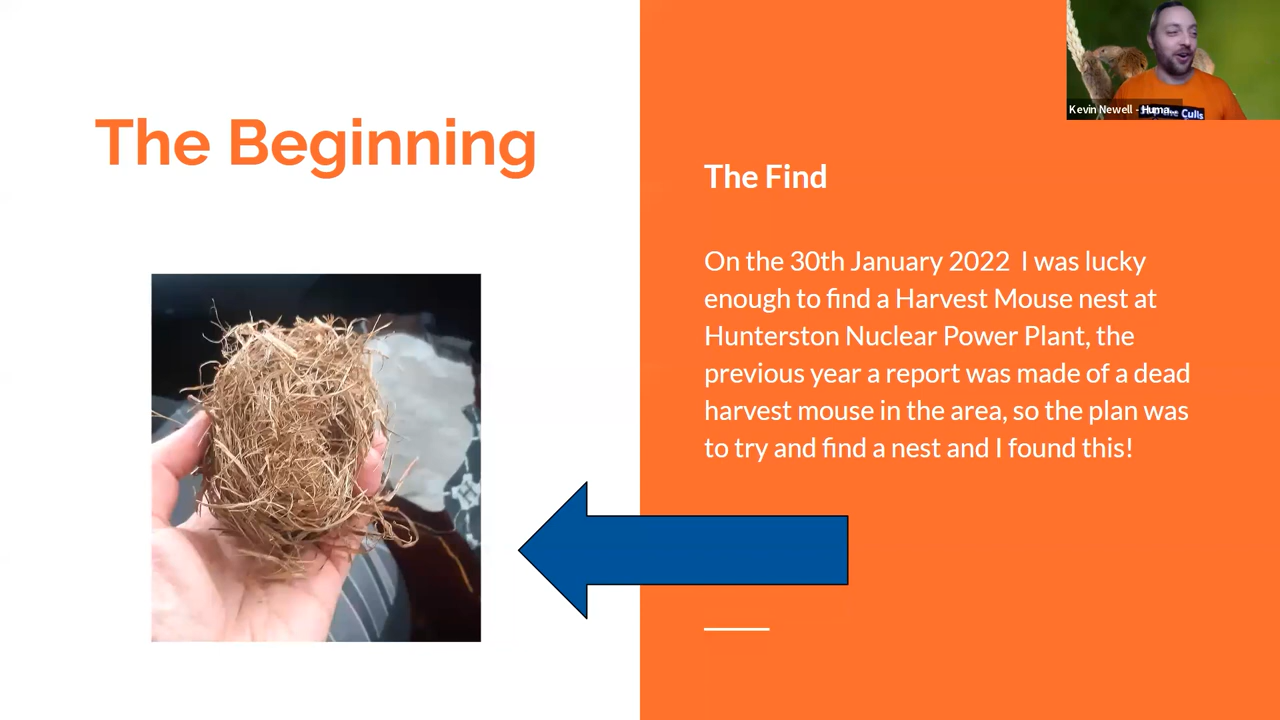 The Beginning
Kevin Newell - Huma...
Culls
The Find
On the 30th January 2022 I was lucky
enough to find a Harvest Mouse nest at
Hunterston Nuclear Power Plant, the
previous year a report was made of a dead
harvest mouse in the area, so the plan was
to try and find a nest and I found this!